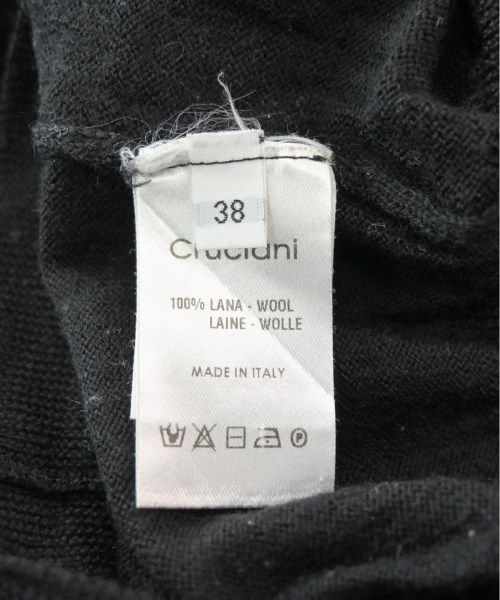 38
Cruciani
100% LANA - WOOL
LAINE - WOLLE
MADE IN ITALY
P